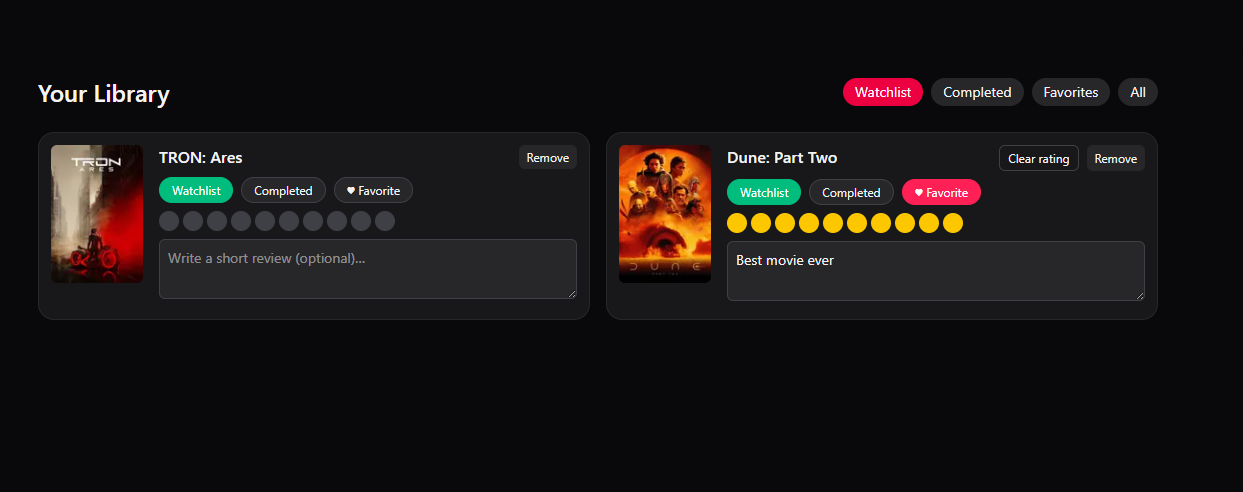 Your Library
Watchlist Completed Favorites All
TRON: Ares
Remove
Watchlist Completed ♥ Favorite
Write a short review (optional)...
TRON
ARES
Dune: Part Two
Clear rating Remove
Watchlist Completed ♥ Favorite
Best movie ever
DUNE